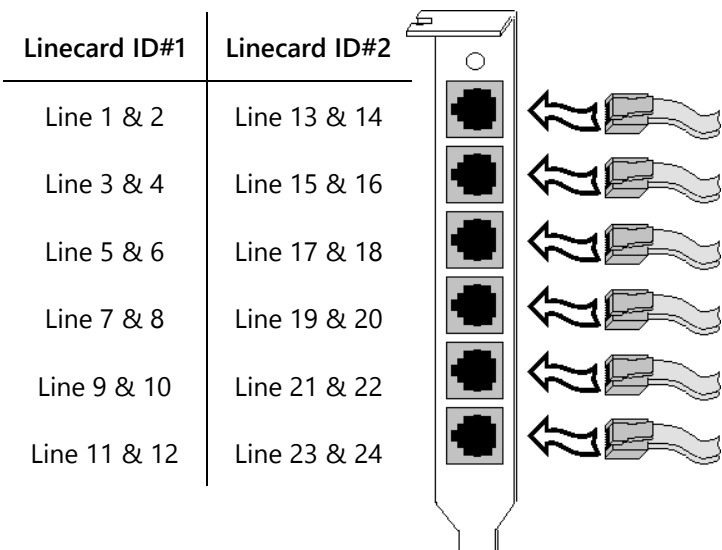 Linecard ID#1 Linecard ID#2
Line 1 & 2 Line 13 & 14
Line 3 & 4 Line 15 & 16
Line 5 & 6 Line 17 & 18
Line 7 & 8 Line 19 & 20
Line 9 & 10 Line 21 & 22
Line 11 & 12 Line 23 & 24